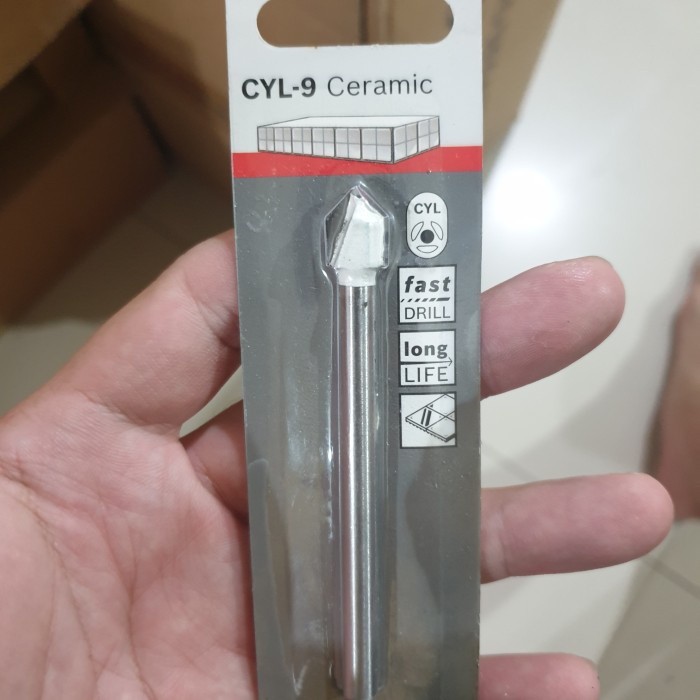 CYL-9 Ceramic
CYL
fast
DRILL
long
LIFE